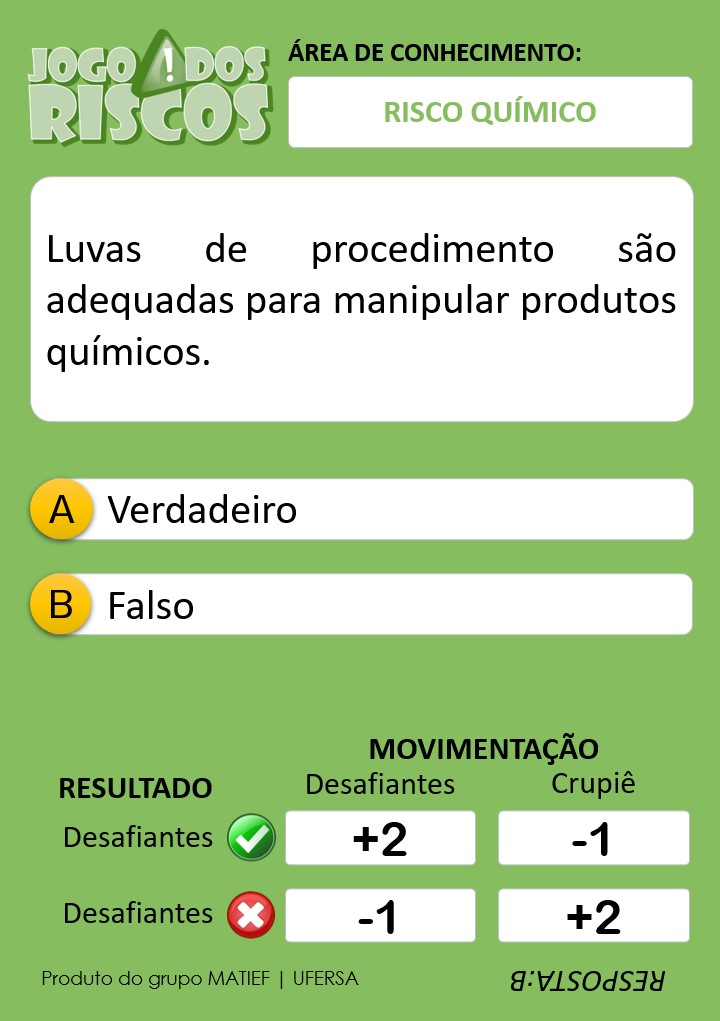 JOGO DOS
RISCOS
ÁREA DE CONHECIMENTO:
RISCO QUÍMICO
Luvas de procedimento são
adequadas para manipular produtos
químicos.
A Verdadeiro
B Falso
MOVIMENTAÇÃO
RESULTADO Desafiantes Crupiê
Desafiantes +2 -1
Desafiantes -1 +2
Produto do grupo MATIEF | UFERSA
RESPOSTA:B